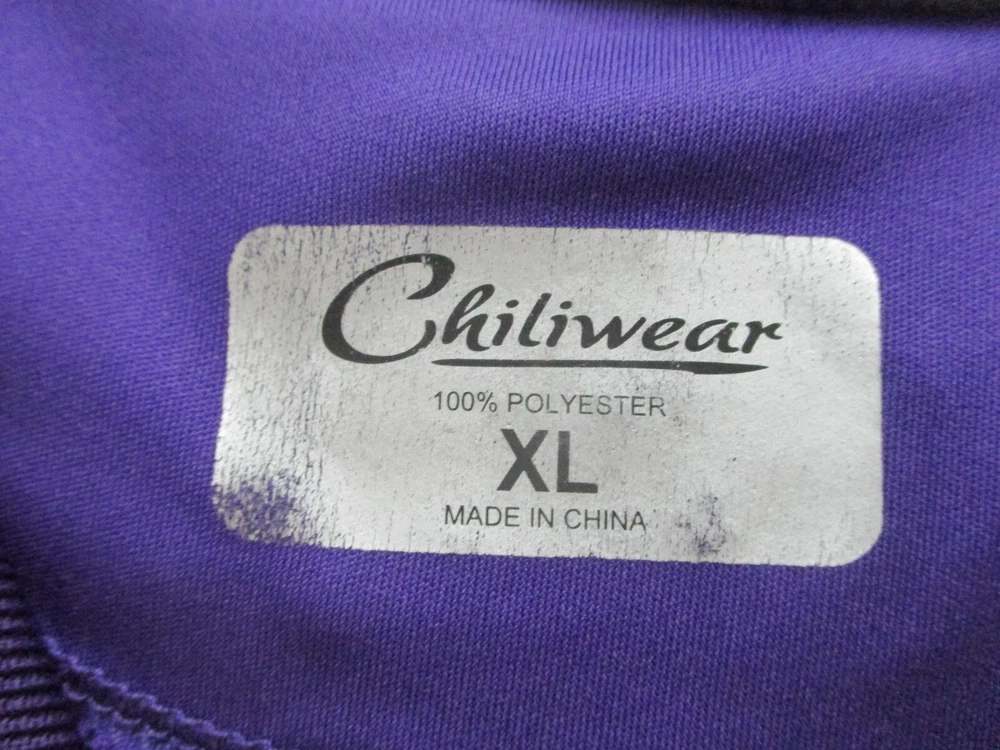 Chiliwear
100% POLYESTER
XL
MADE IN CHINA